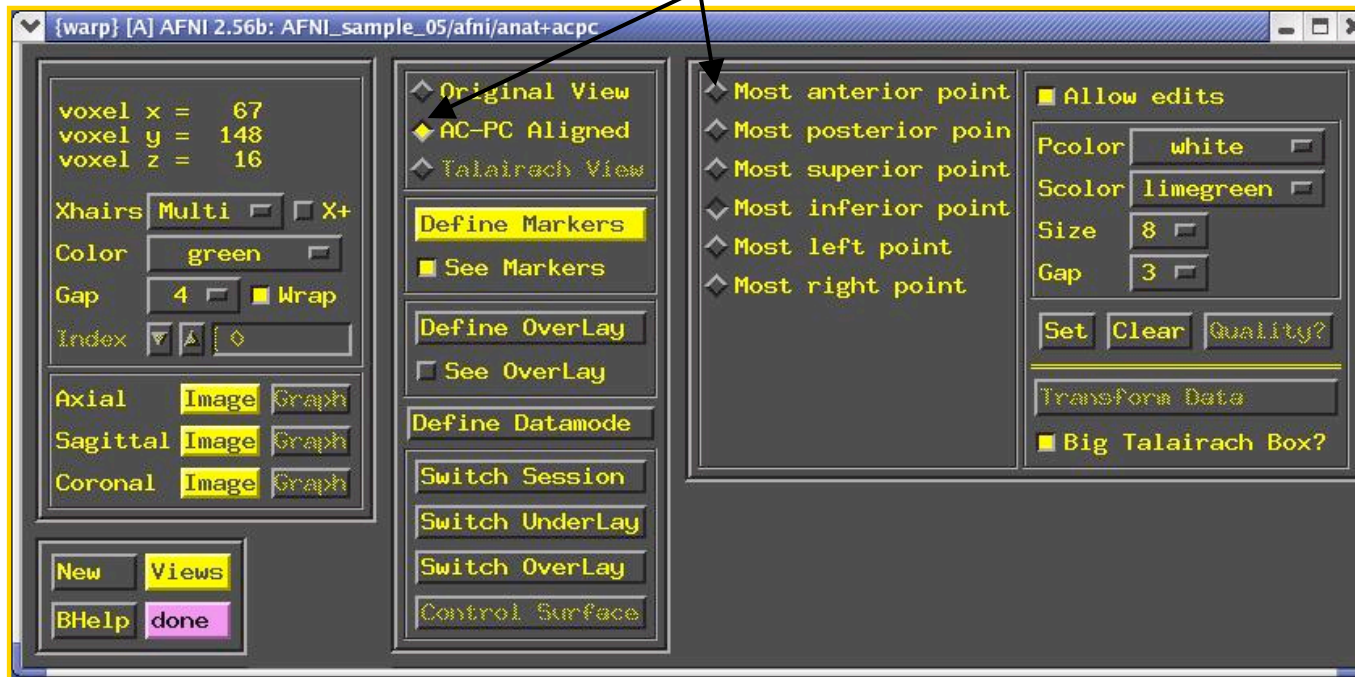 {warp} [A] AFNI 2.56b: AFNI_sample_05/afni/anat+acpc
voxel x = 67
voxel y = 148
voxel z = 16
Xhairs Multi X+
Color green
Gap 4 Wrap
Index 0
Axial Image Graph
Sagittal Image Graph
Coronal Image Graph
New Views
BHelp done
Original View
AC-PC Aligned
Talairach View
Define Markers
See Markers
Define OverLay
See OverLay
Define Datamode
Switch Session
Switch UnderLay
Switch OverLay
Control Surface
Most anterior point
Most posterior poin
Most superior point
Most inferior point
Most left point
Most right point
Allow edits
Pcolor white
Scolor limegreen
Size 8
Gap 3
Set Clear Quality?
Transform Data
Big Talairach Box?